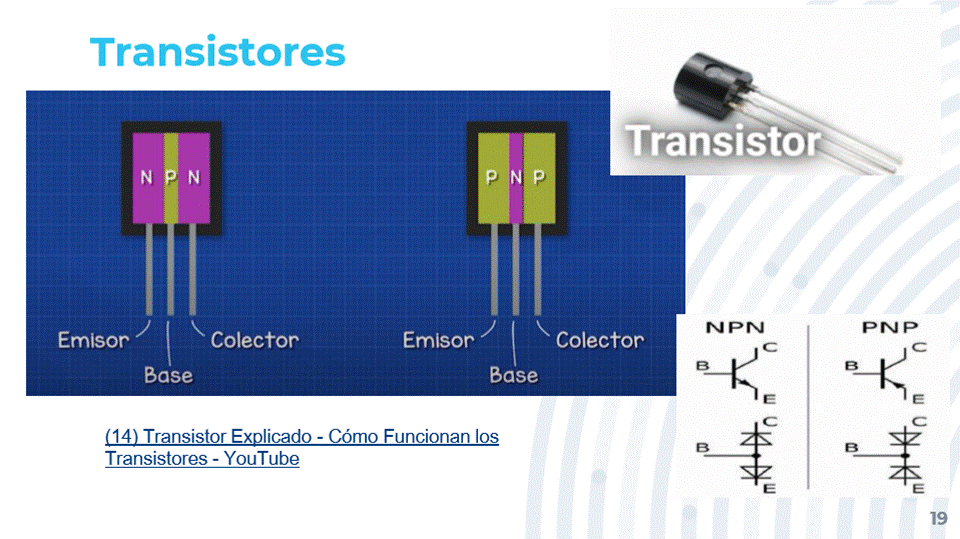 Transistores
Transistor
N P N
P N P
Emisor
Colector
Base
Emisor
Colector
Base
NPN
PNP
C
B
E
C
B
E
C
B
E
C
B
E
(14) Transistor Explicado - Cómo Funcionan los
Transistores - YouTube
19